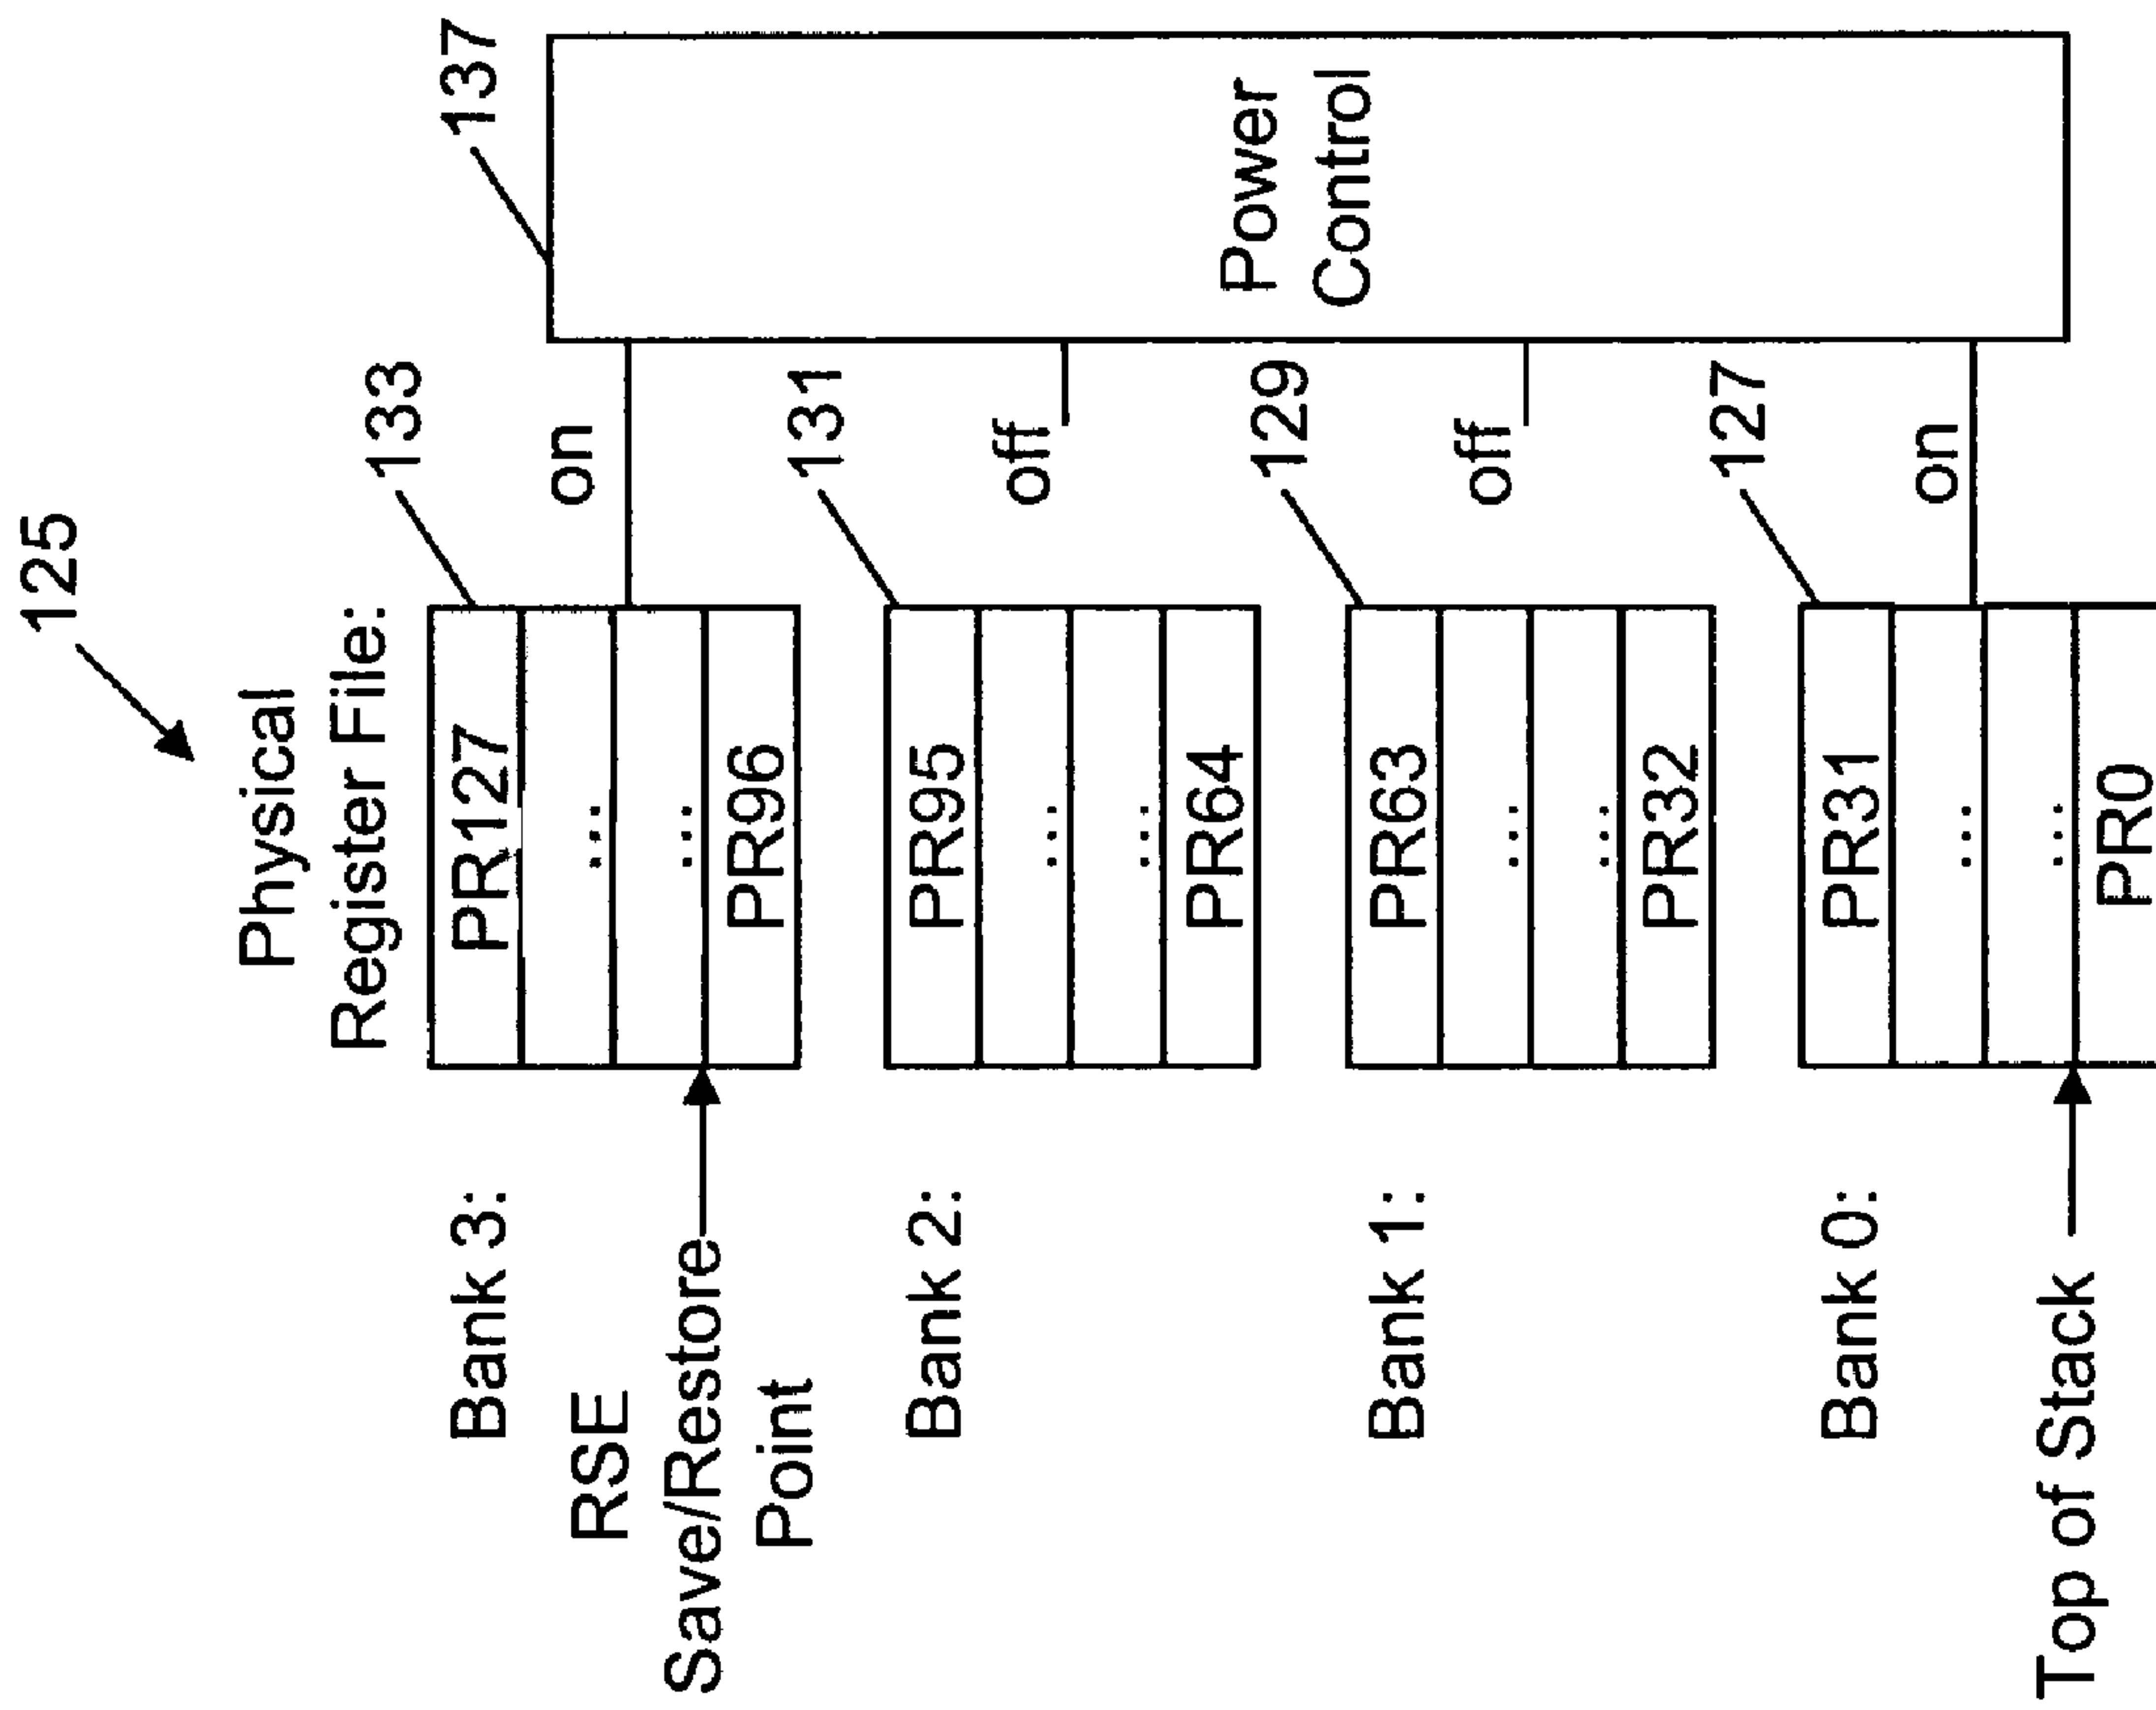 125
Physical
Register File:
133
137
Bank 3:
PR127
on
...
RSE
Save/Restore
Point
...
PR96
131
Bank 2:
PR95
off
...
...
PR64
Power
Control
129
Bank 1:
PR63
off
...
...
PR32
127
Bank 0:
PR31
on
...
Top of Stack
...
PR0